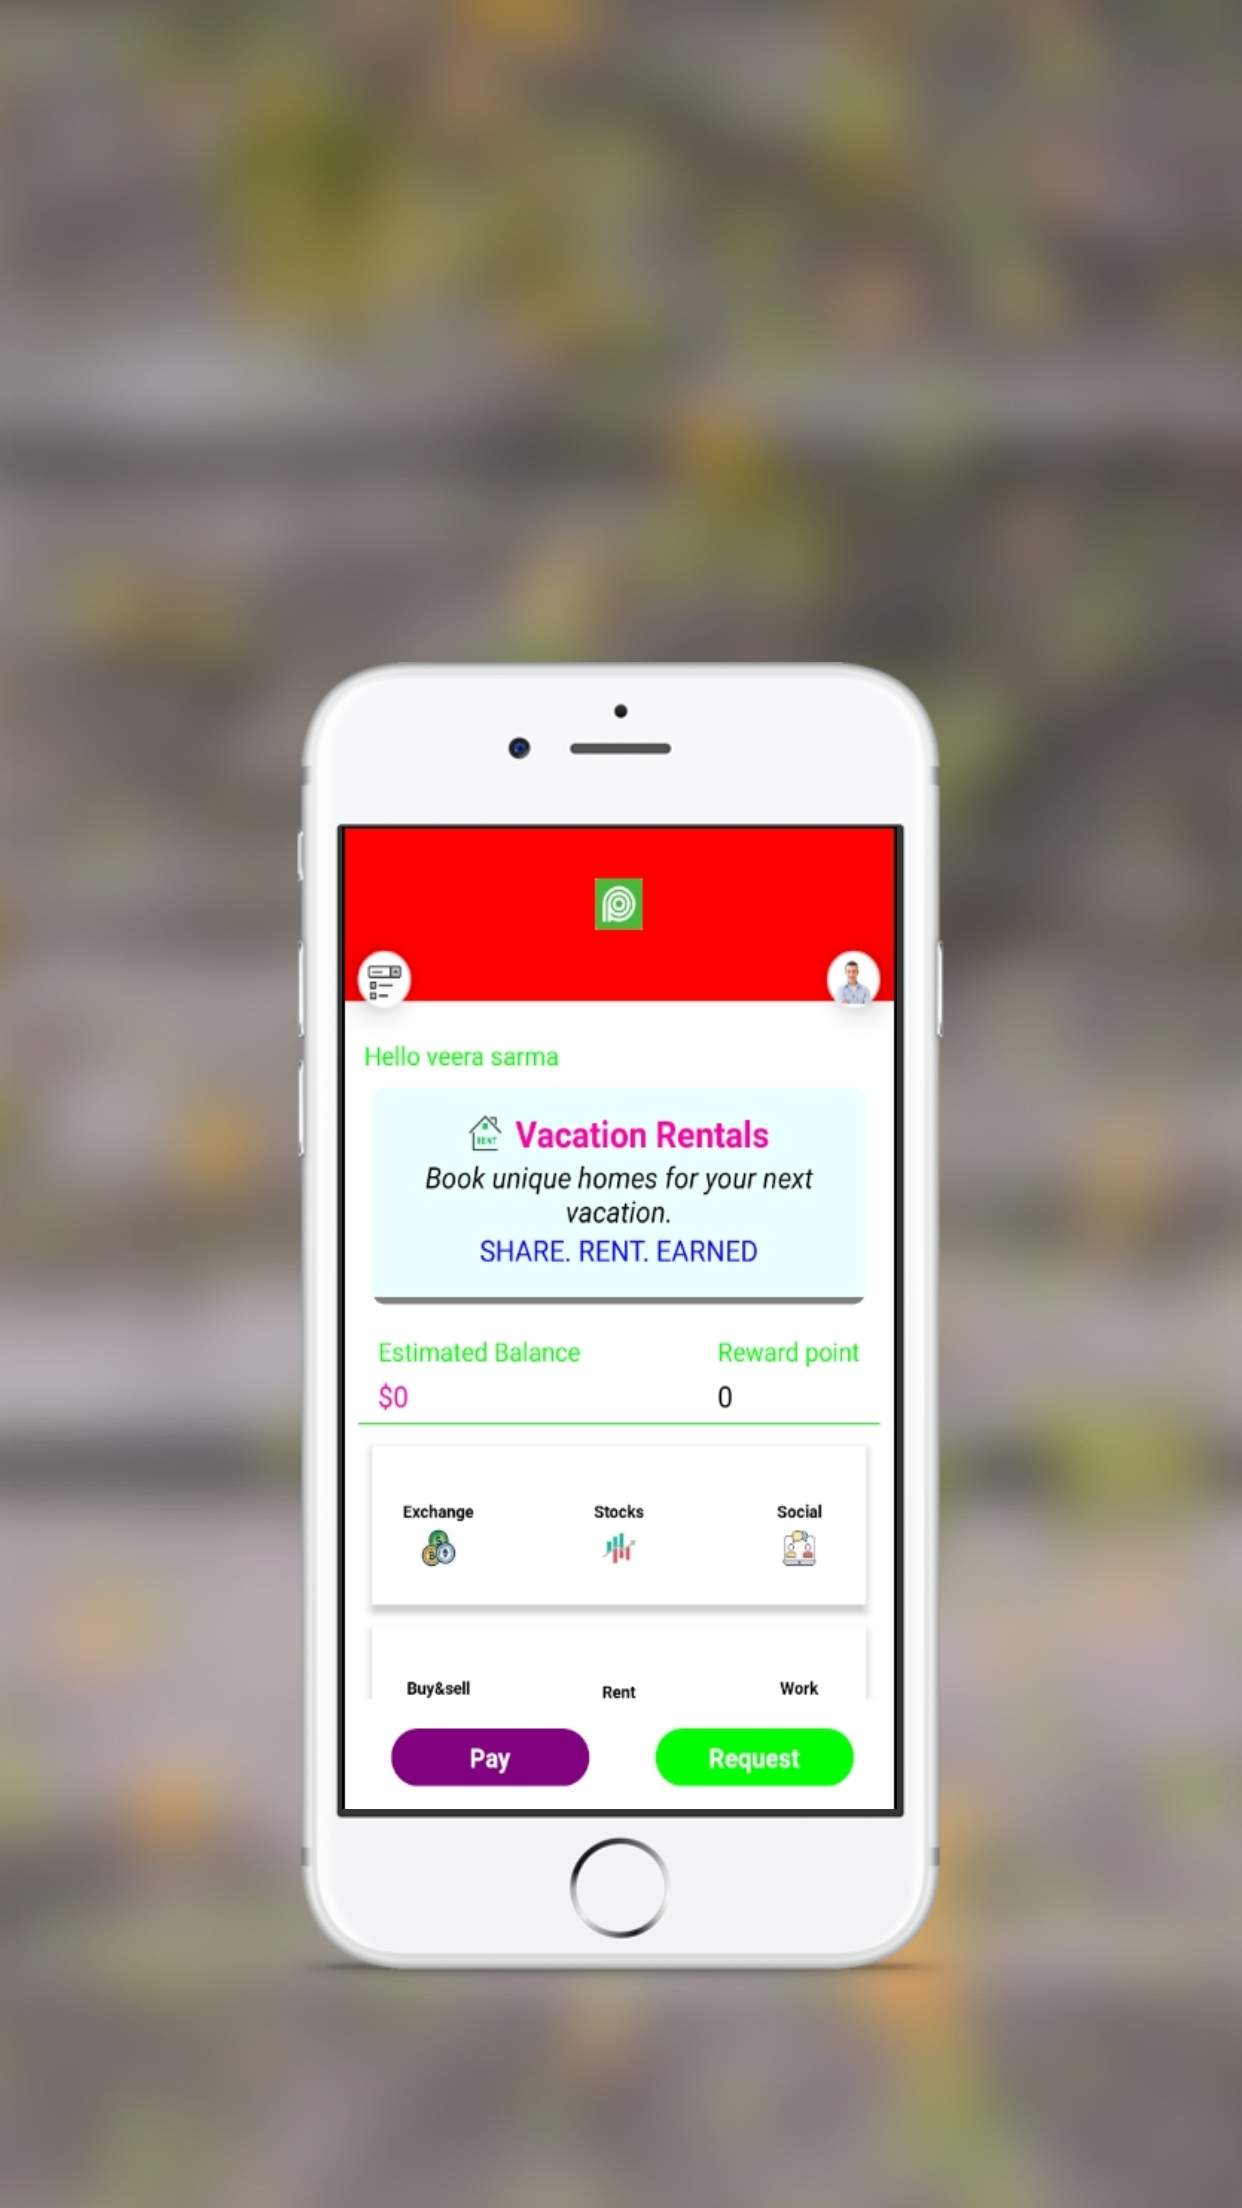 Hello veera sarma
RENT
Vacation Rentals
Book unique homes for your next
vacation.
SHARE. RENT. EARNED
Estimated Balance
Reward point
$0
0
Exchange
Stocks
Social
Buy&sell
Rent
Work
Pay
Request